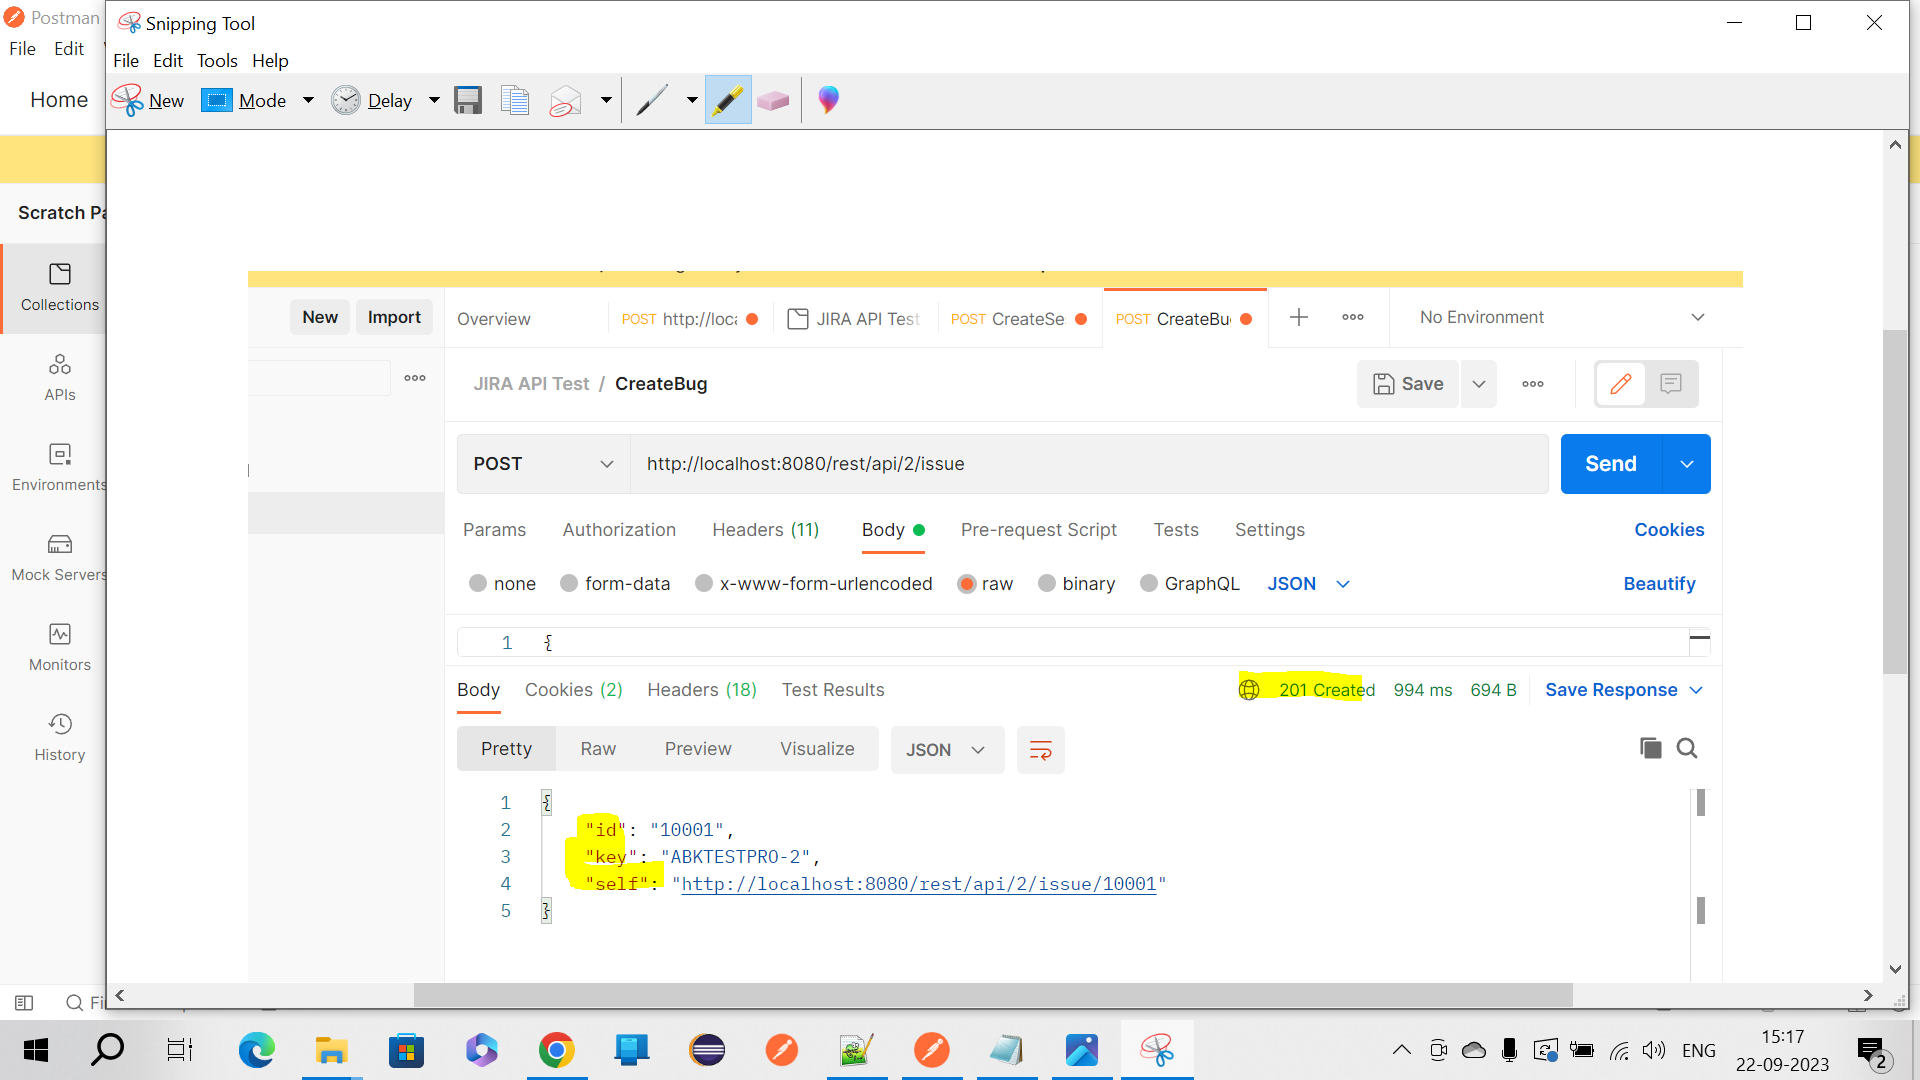 Postman
File Edit
Home
Scratch Pa
Collections
APIs
Environments
Mock Servers
Monitors
History
Snipping Tool
File Edit Tools Help
New Mode Delay
New Import Overview POST http://loca JIRA API Test POST CreateSe POST CreateBu No Environment
JIRA API Test / CreateBug Save
POST http://localhost:8080/rest/api/2/issue Send
Params Authorization Headers (11) Body Pre-request Script Tests Settings Cookies
none form-data x-www-form-urlencoded raw binary GraphQL JSON Beautify
1 {
Body Cookies (2) Headers (18) Test Results 201 Created 994 ms 694 B Save Response
Pretty Raw Preview Visualize JSON
1 {
2 "id": "10001",
3 "key": "ABKTESTPRO-2",
4 "self": "http://localhost:8080/rest/api/2/issue/10001"
5 }
ENG
15:17
22-09-2023
2